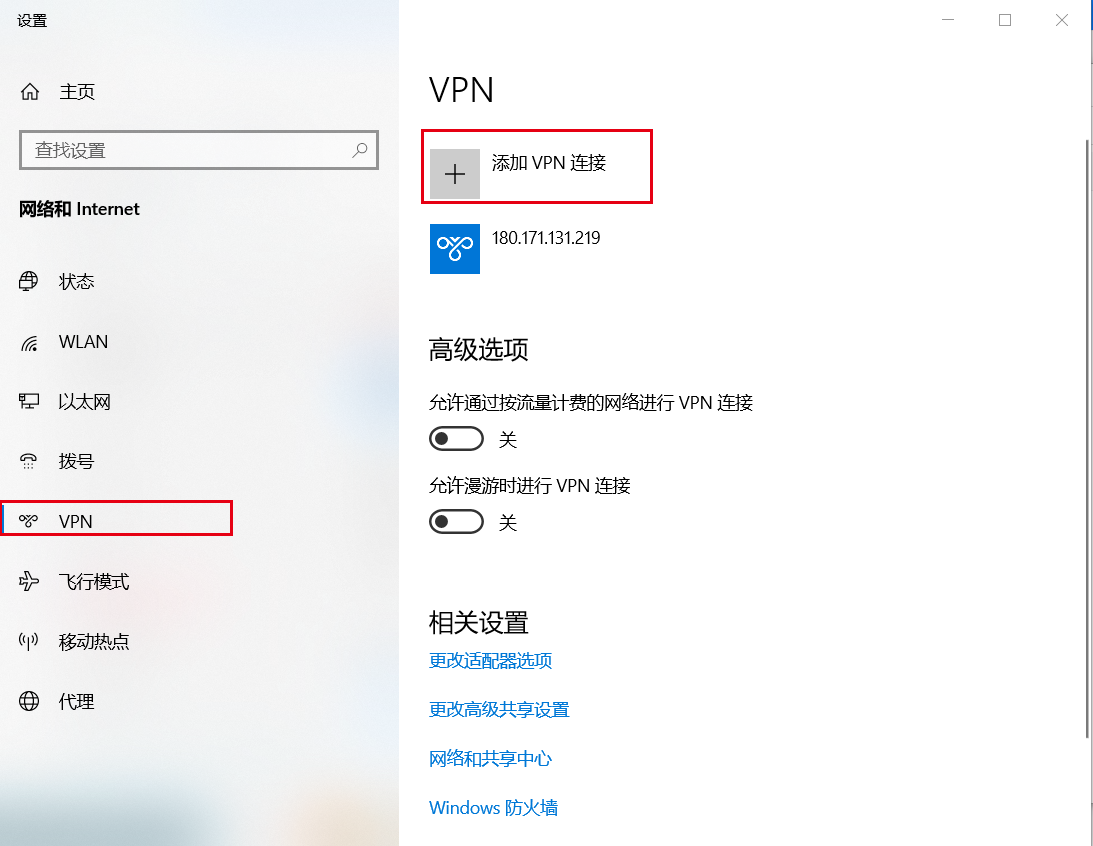 设置
主页
查找设置
网络和 Internet
状态
WLAN
以太网
拨号
VPN
飞行模式
移动热点
代理
VPN
添加 VPN 连接
180.171.131.219
高级选项
允许通过按流量计费的网络进行 VPN 连接
关
允许漫游时进行 VPN 连接
关
相关设置
更改适配器选项
更改高级共享设置
网络和共享中心
Windows 防火墙